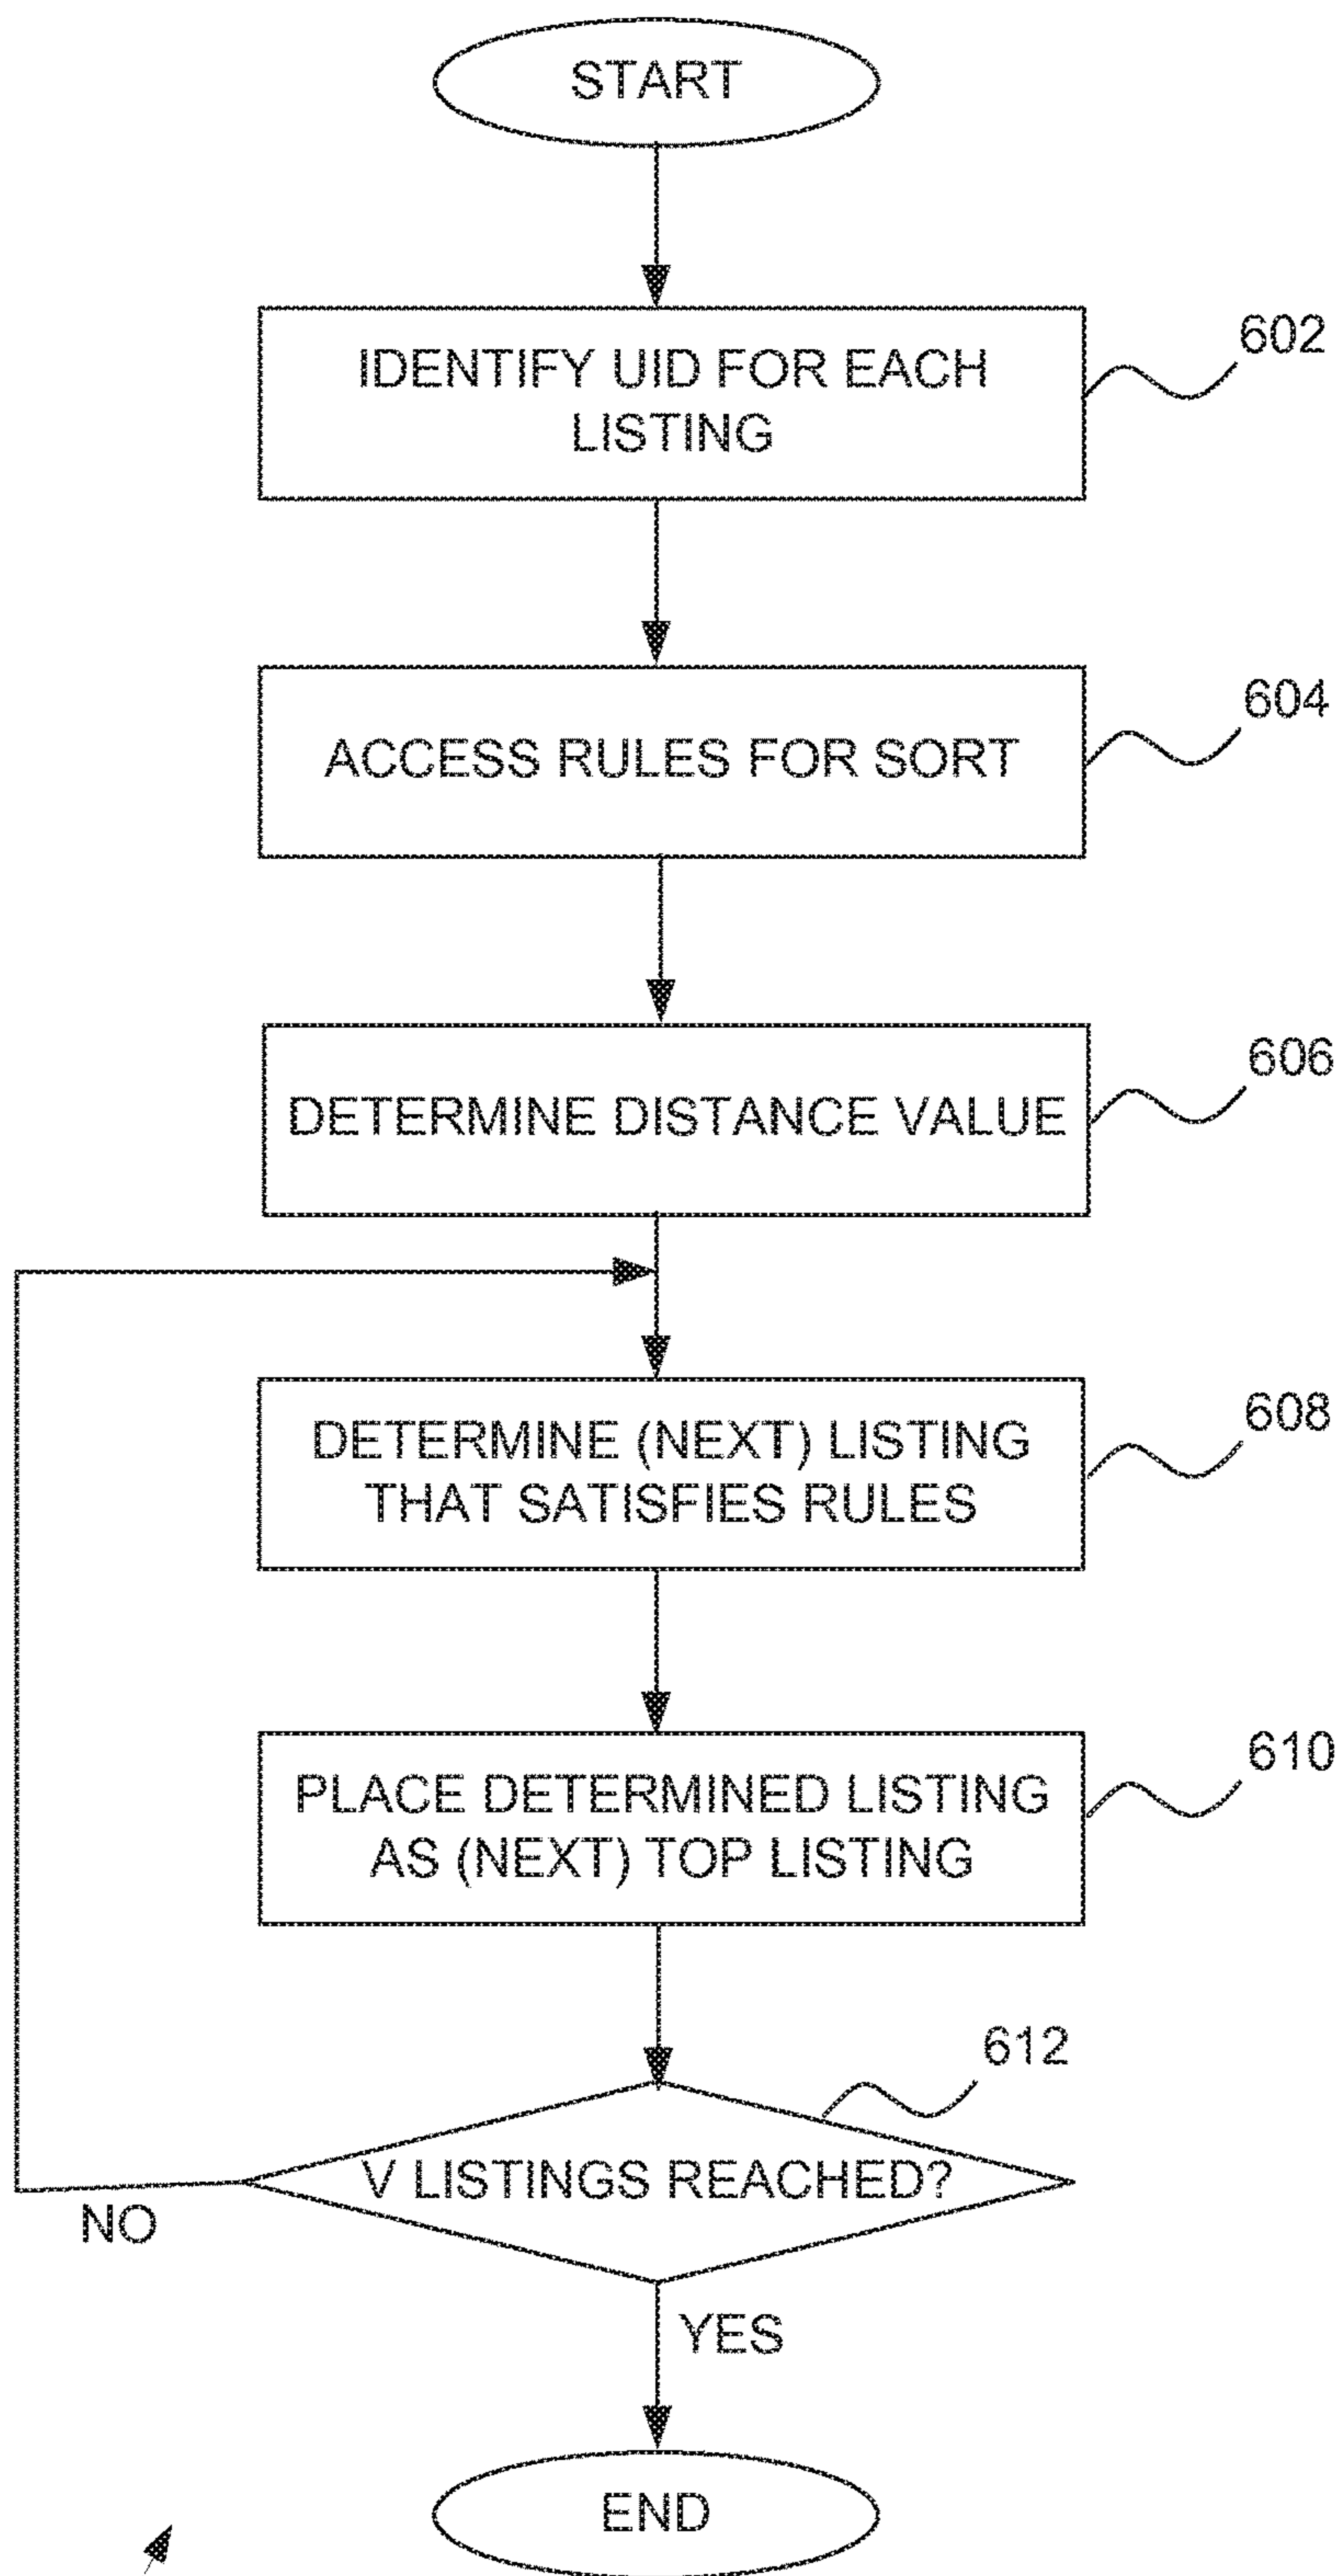 START
IDENTIFY UID FOR EACH
LISTING
602
ACCESS RULES FOR SORT
604
DETERMINE DISTANCE VALUE
606
DETERMINE (NEXT) LISTING
THAT SATISFIES RULES
608
PLACE DETERMINED LISTING
AS (NEXT) TOP LISTING
610
612
V LISTINGS REACHED?
NO
YES
END